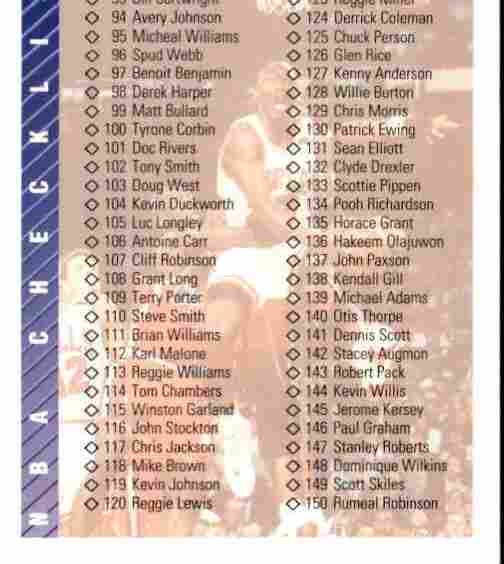 NBA CHECKLI
93 Bill Cartwright
94 Avery Johnson
95 Micheal Williams
96 Spud Webb
97 Benoit Benjamin
98 Derek Harper
99 Matt Bullard
100 Tyrone Corbin
101 Doc Rivers
102 Tony Smith
103 Doug West
104 Kevin Duckworth
105 Luc Longley
106 Antoine Carr
107 Cliff Robinson
108 Grant Long
109 Terry Porter
110 Steve Smith
111 Brian Williams
112 Karl Malone
113 Reggie Williams
114 Tom Chambers
115 Winston Garland
116 John Stockton
117 Chris Jackson
118 Mike Brown
119 Kevin Johnson
120 Reggie Lewis
123 Reggie Miller
124 Derrick Coleman
125 Chuck Person
126 Glen Rice
127 Kenny Anderson
128 Willie Burton
129 Chris Morris
130 Patrick Ewing
131 Sean Elliott
132 Clyde Drexler
133 Scottie Pippen
134 Pooh Richardson
135 Horace Grant
136 Hakeem Olajuwon
137 John Paxson
138 Kendall Gill
139 Michael Adams
140 Otis Thorpe
141 Dennis Scott
142 Stacey Augmon
143 Robert Pack
144 Kevin Willis
145 Jerome Kersey
146 Paul Graham
147 Stanley Roberts
148 Dominique Wilkins
149 Scott Skiles
150 Rumeal Robinson